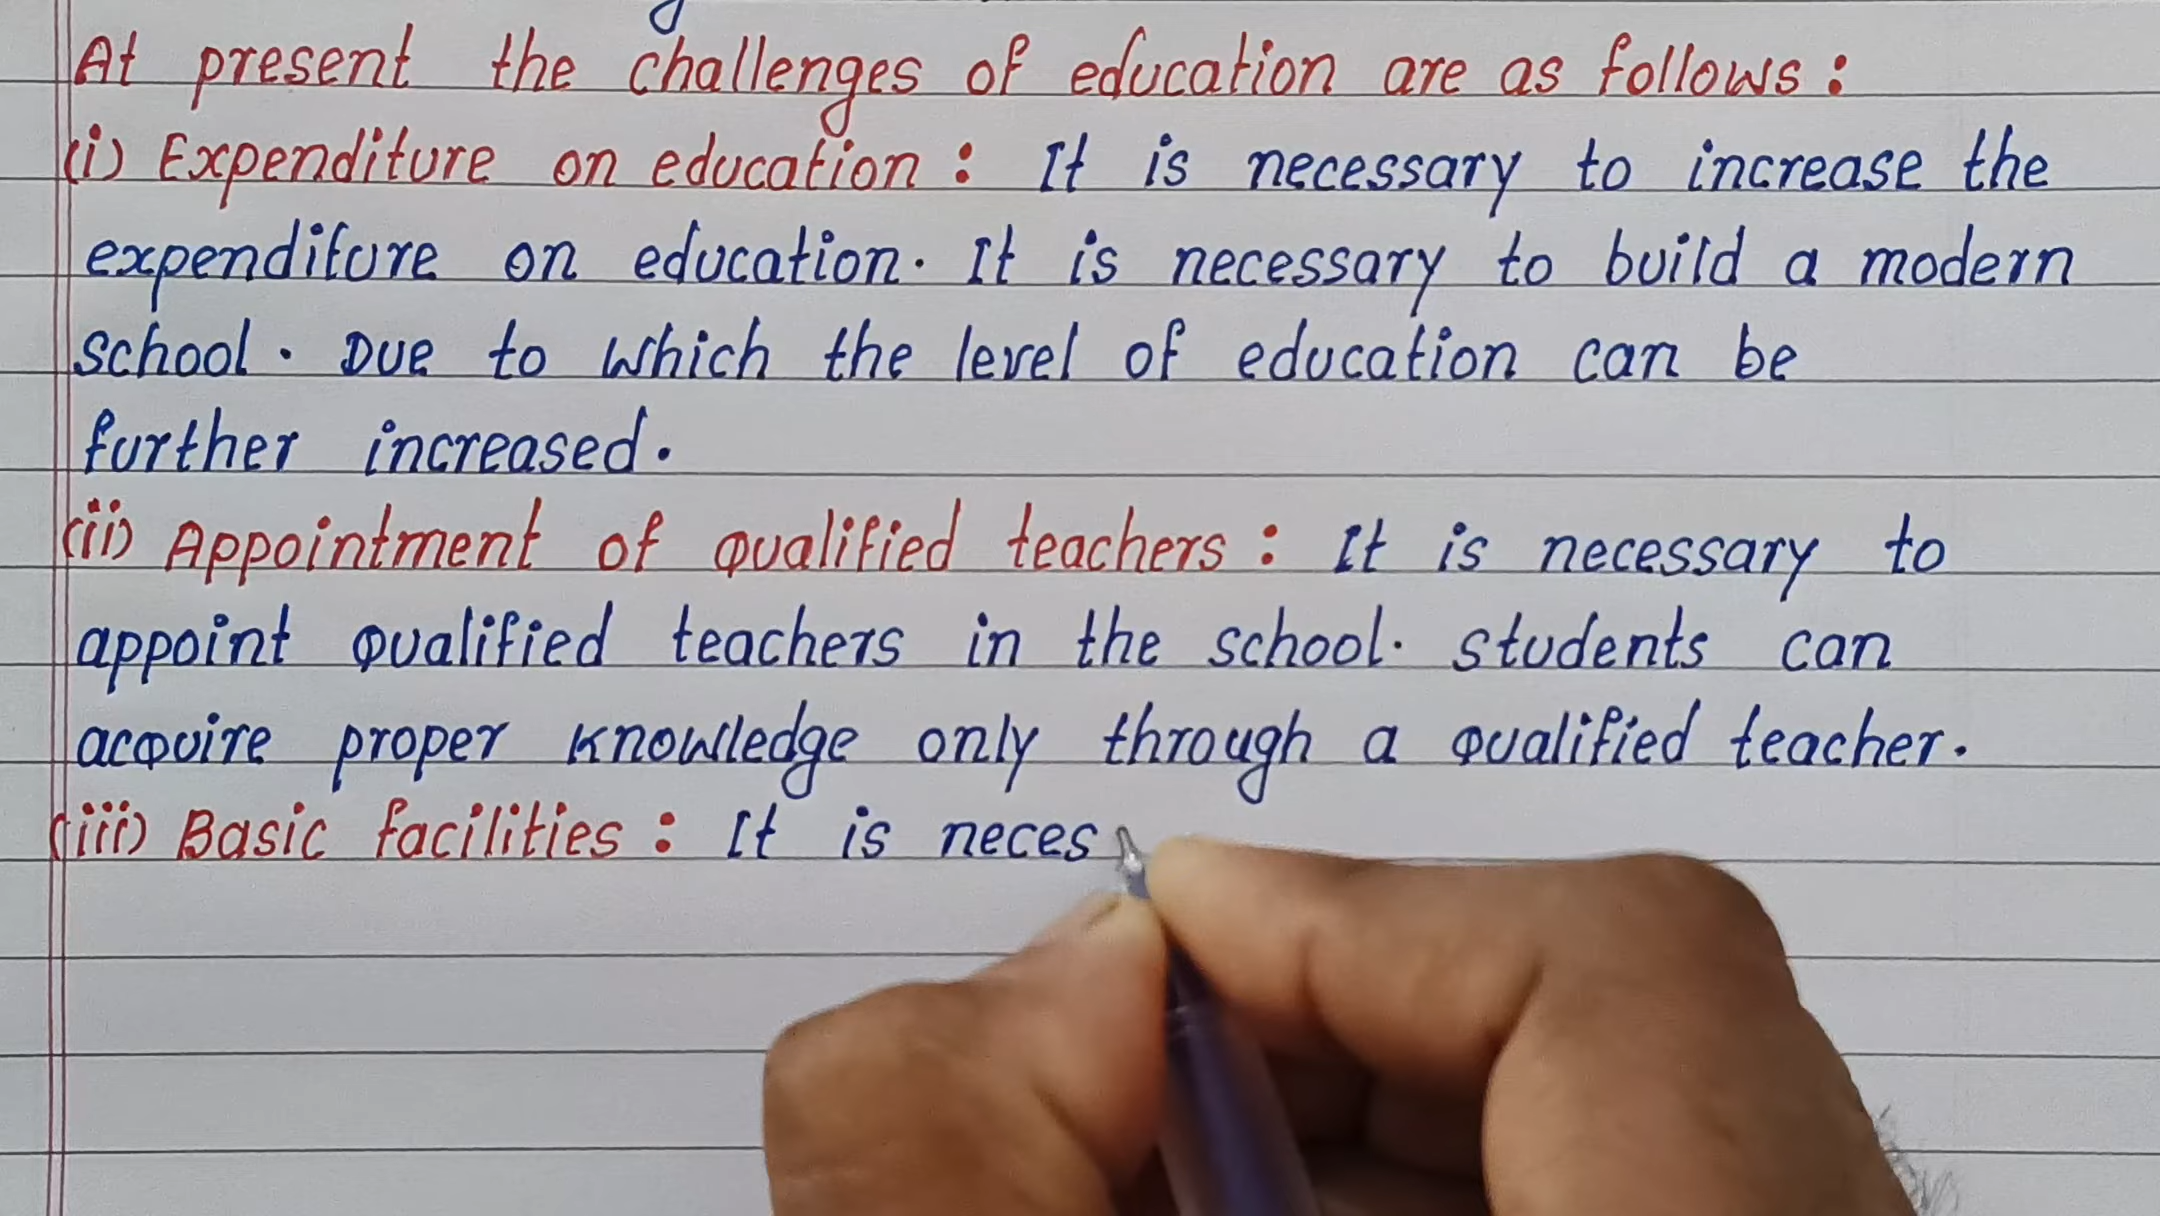 At present the challenges of education are as follows:
(i) Expenditure on education: It is necessary to increase the
expenditure on education. It is necessary to build a modern
school. Due to which the level of education can be
further increased.
(ii) Appointment of qualified teachers: It is necessary to
appoint qualified teachers in the school. students can
acquire proper knowledge only through a qualified teacher.
(iii) Basic facilities: It is neces